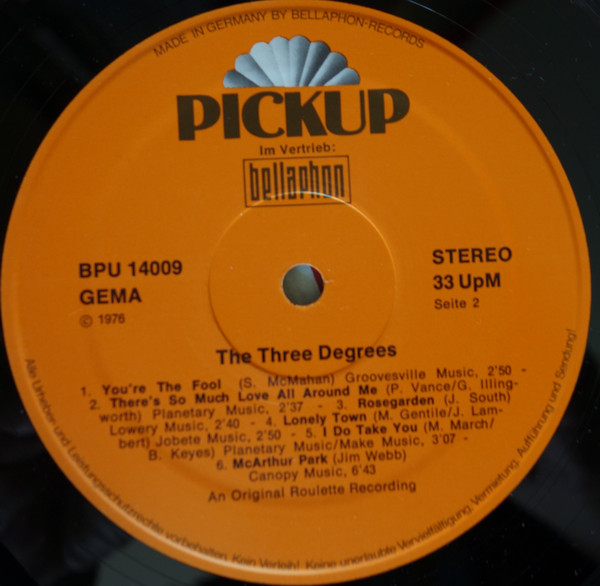 MADE IN GERMANY BY BELLAPHON-RECORDS
PICKUP
Im Vertrieb:
bellaphon
BPU 14009
GEMA
© 1976
STEREO
33 UpM
Seite 2
The Three Degrees
1. You're The Fool (S. McMahan) Groovesville Music, 2'50 -
2. There's So Much Love All Around Me (P. Vance/G. Illing-
worth) Planetary Music, 2'37 - 3. Rosegarden (J. South)
Lowery Music, 2'40 - 4. Lonely Town (M. Gentile/J. Lam-
bert) Jobete Music, 2'50 - 5. I Do Take You (M. March/
B. Keyes) Planetary Music/Make Music, 3'07 -
6. McArthur Park (Jim Webb)
Canopy Music, 6'43
An Original Roulette Recording
Alle Urheber- und Leistungsschutzrechte vorbehalten. Kein Verleih! Keine unerlaubte Vervielfältigung, Vermietung, Aufführung und Sendung!